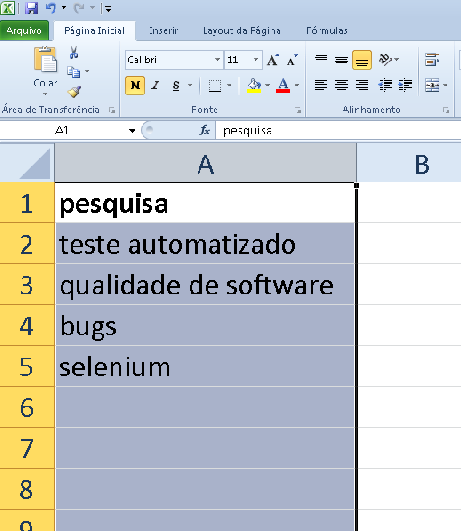 Arquivo Página Inicial Inserir Layout da Página Fórmulas
Colar
Calibri 11
N I S
Área de Transferência Fonte Alinhamento
A1 fx pesquisa
A B
1 pesquisa
2 teste automatizado
3 qualidade de software
4 bugs
5 selenium
6
7
8
9